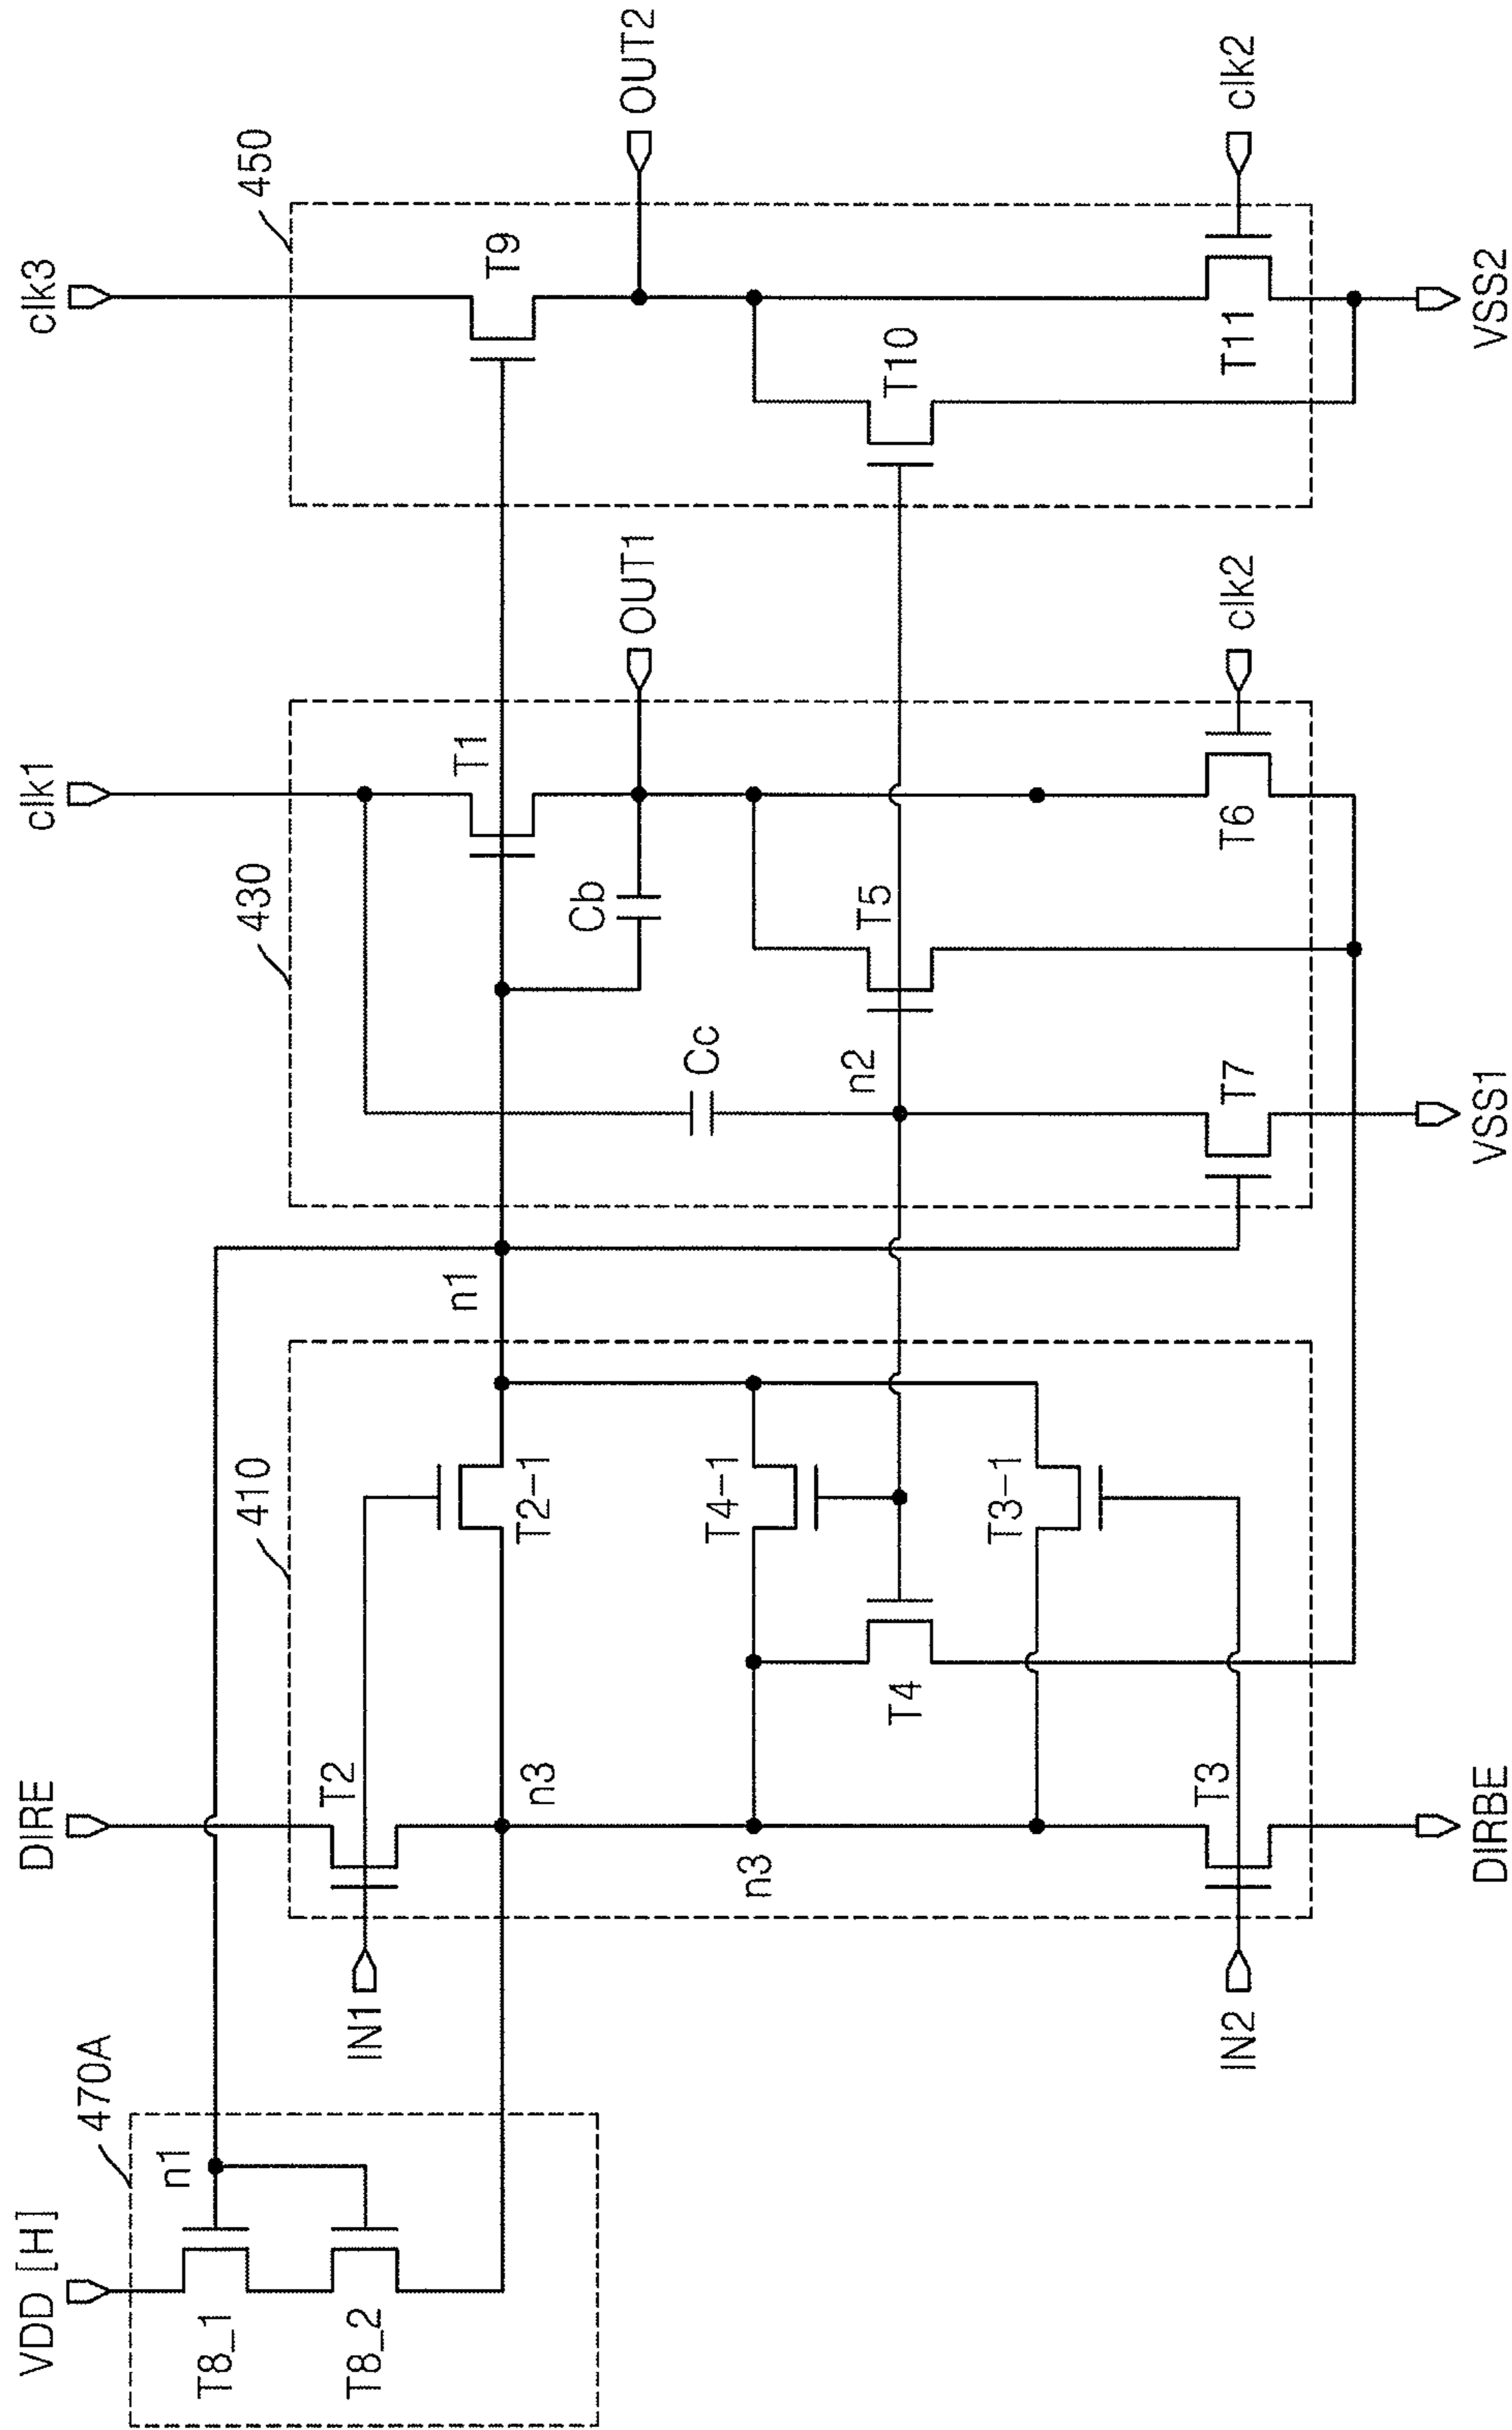 VDD [H]
DIRE
clk1
clk3
470A
410
430
450
n1
T8_1
T8_2
T2
T2-1
n1
T1
T9
IN1
n3
Cb
OUT1
OUT2
n3
T4-1
Cc
T4
n2
T5
T10
T3-1
IN2
T3
T7
T6
clk2
T11
clk2
DIRBE
VSS1
VSS2